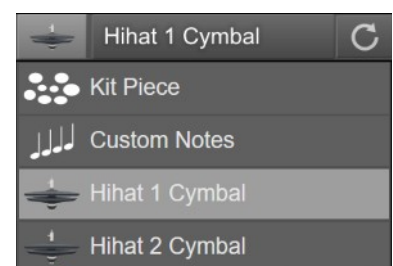 Hihat 1 Cymbal
Kit Piece
Custom Notes
Hihat 1 Cymbal
Hihat 2 Cymbal